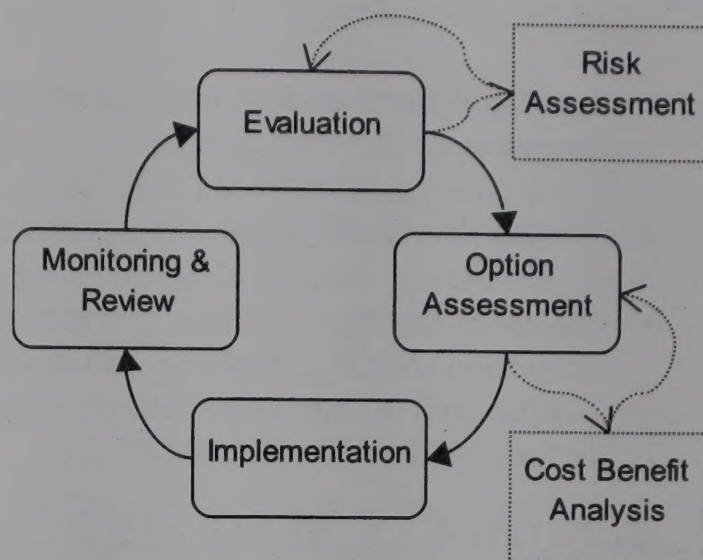 Evaluation
Risk
Assessment
Monitoring &
Review
Option
Assessment
Implementation
Cost Benefit
Analysis